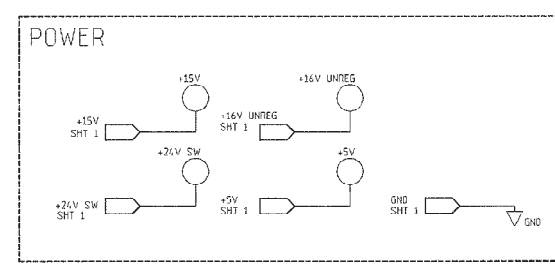 POWER
+15V
+15V
SHT 1
+16V UNREG
+16V UNREG
SHT 1
+24V SW
+24V SW
SHT 1
+5V
+5V
SHT 1
GND
SHT 1
GND